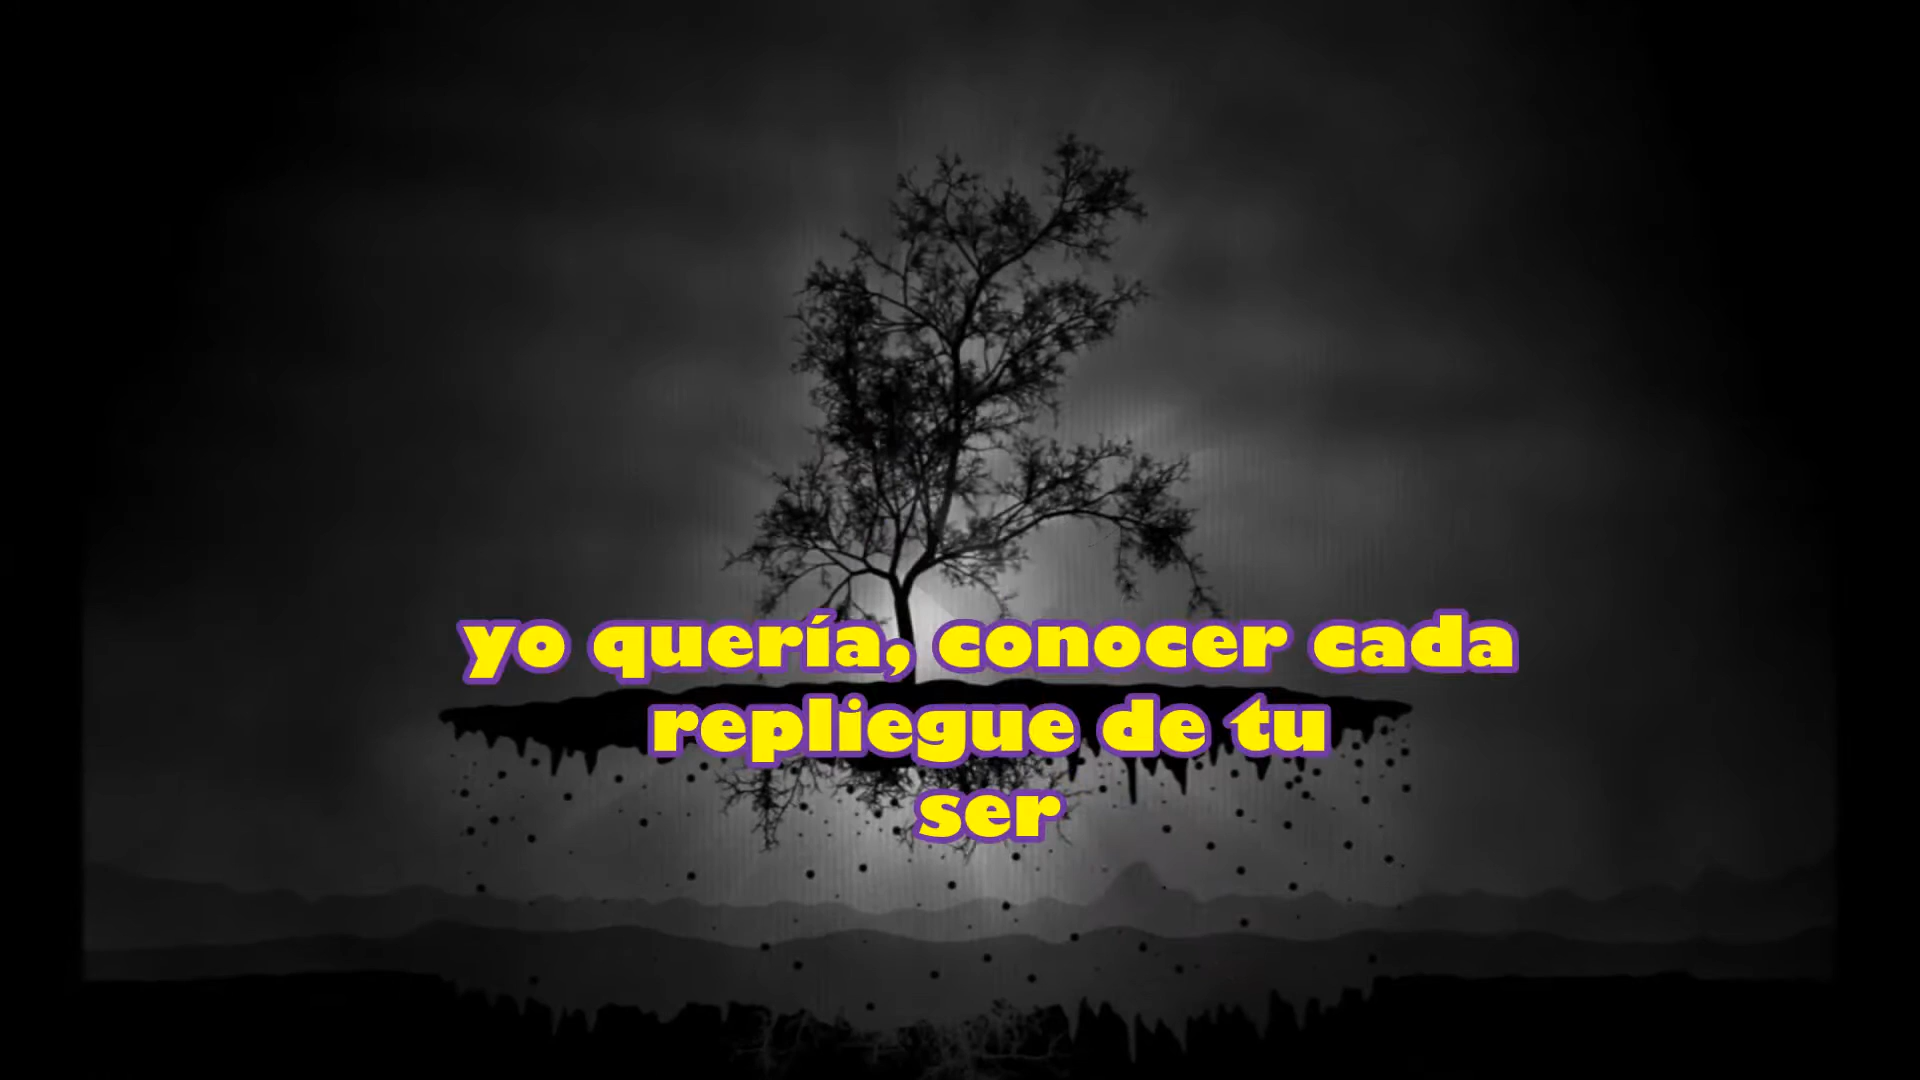 yo quería, conocer cada
repliegue de tu
ser